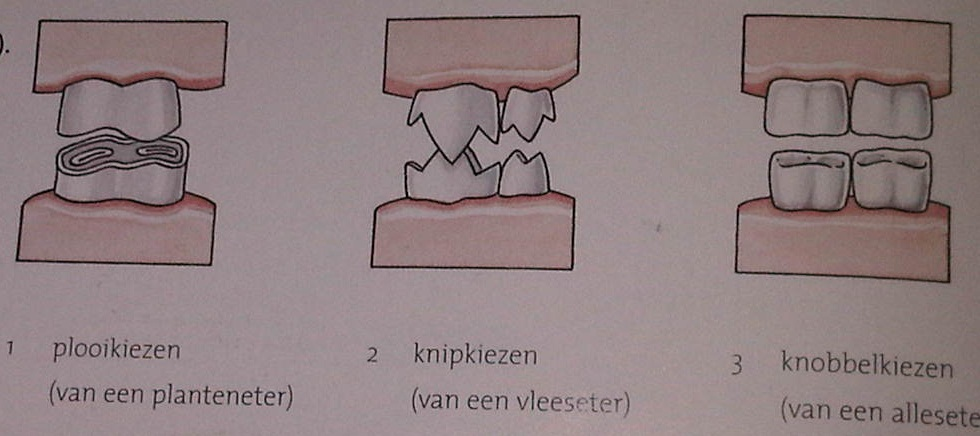 ).
1 plooikiezen
(van een planteneter)
2 knipkiezen
(van een vleeseter)
3 knobbelkiezen
(van een allesete